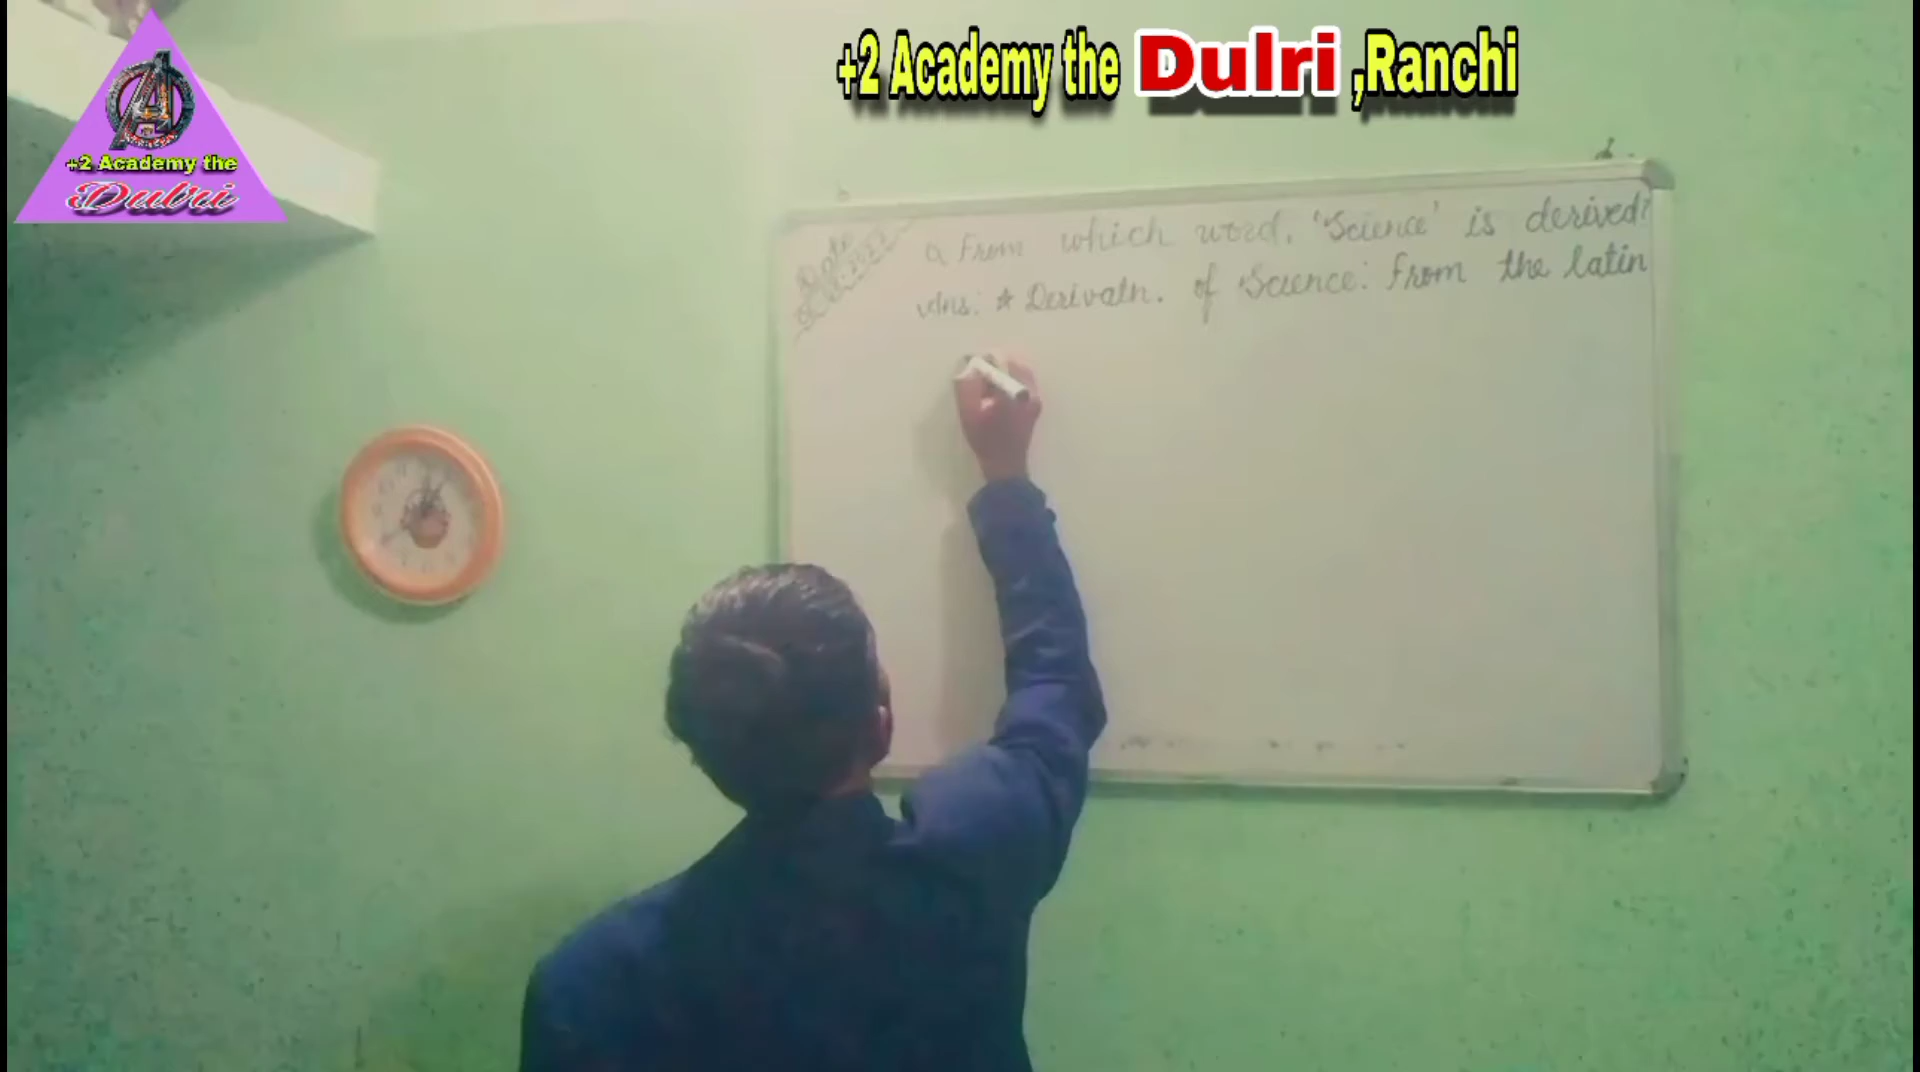 +2 Academy the Dulri ,Ranchi
+2 Academy the
Dulri
Date
Q From which word, 'Science' is derived?
Ans: * Derivatn. of Science: From the latin